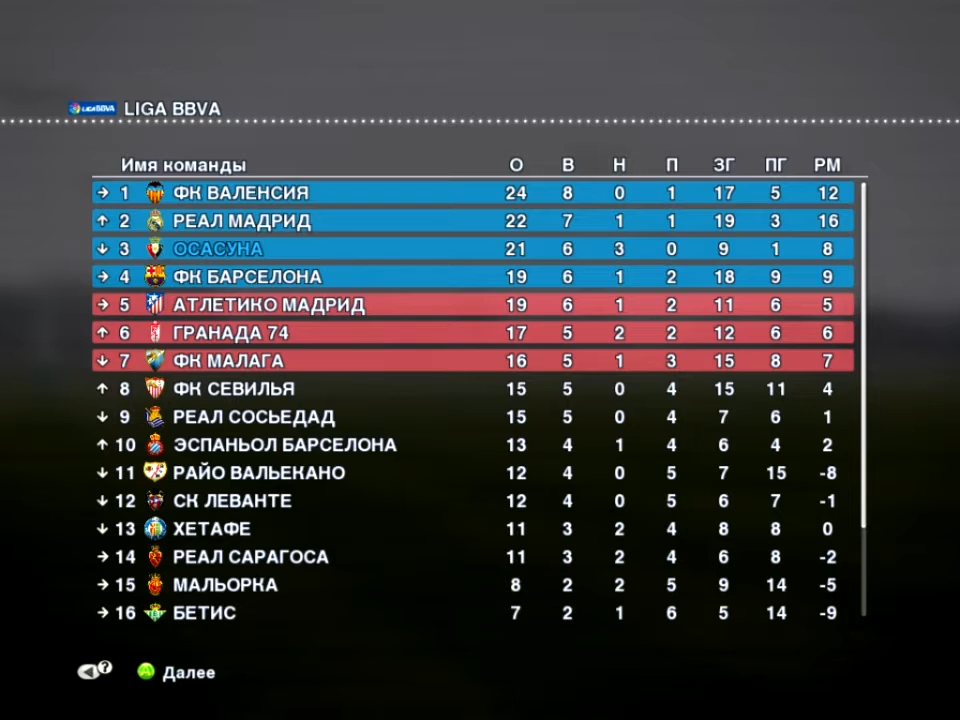 LIGA BBVA LIGA BBVA
Имя команды О В Н П ЗГ ПГ РМ
1 ФК ВАЛЕНСИЯ 24 8 0 1 17 5 12
2 РЕАЛ МАДРИД 22 7 1 1 19 3 16
3 ОСАСУНА 21 6 3 0 9 1 8
4 ФК БАРСЕЛОНА 19 6 1 2 18 9 9
5 АТЛЕТИКО МАДРИД 19 6 1 2 11 6 5
6 ГРАНАДА 74 17 5 2 2 12 6 6
7 ФК МАЛАГА 16 5 1 3 15 8 7
8 ФК СЕВИЛЬЯ 15 5 0 4 15 11 4
9 РЕАЛ СОСЬЕДАД 15 5 0 4 7 6 1
10 ЭСПАНЬОЛ БАРСЕЛОНА 13 4 1 4 6 4 2
11 РАЙО ВАЛЬЕКАНО 12 4 0 5 7 15 -8
12 СК ЛЕВАНТЕ 12 4 0 5 6 7 -1
13 ХЕТАФЕ 11 3 2 4 8 8 0
14 РЕАЛ САРАГОСА 11 3 2 4 6 8 -2
15 МАЛЬОРКА 8 2 2 5 9 14 -5
16 БЕТИС 7 2 1 6 5 14 -9
? Далее